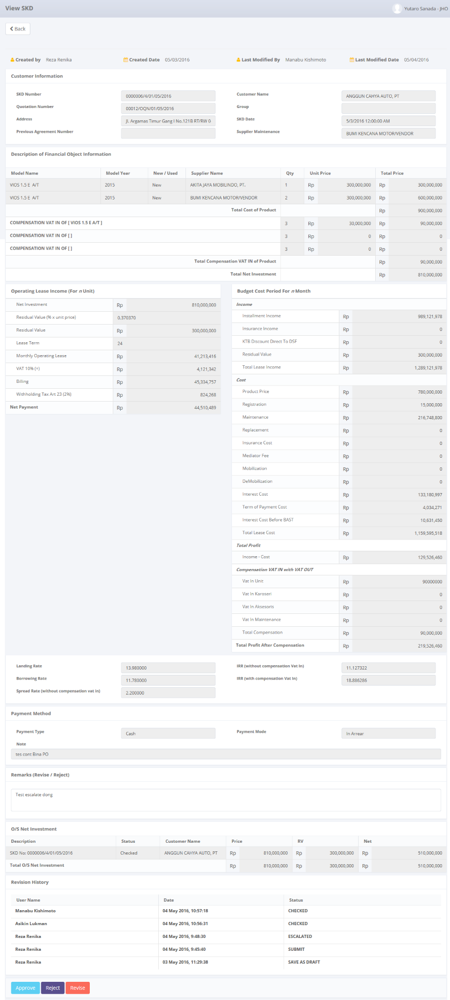 View SKD
Yutaro Sanada - JHO
Back
Created by Reza Renika Created Date 05/03/2016 Last Modified By Manabu Kishimoto Last Modified Date 05/04/2016
Customer Information
SKD Number 0000006/4/01/05/2016 Customer Name ANGGUN CAHYA AUTO, PT
Quotation Number 00012/OQN/01/05/2016 Group
Address Jl. Argamas Timur Gang I No.121B RT/RW 0 SKD Date 5/3/2016 12:00:00 AM
Previous Agreement Number Supplier Maintenance BUMI KENCANA MOTOR/VENDOR
Description of Financial Object Information
Model Name Model Year New / Used Supplier Name Qty Unit Price Total Price
VIOS 1.5 E A/T 2015 New AKITA JAYA MOBILINDO, PT. 1 Rp 300,000,000 Rp 300,000,000
VIOS 1.5 E A/T 2015 New BUMI KENCANA MOTOR/VENDOR 2 Rp 300,000,000 Rp 600,000,000
Total Cost of Product Rp 900,000,000
COMPENSATION VAT IN OF [ VIOS 1.5 E A/T ] 3 Rp 30,000,000 Rp 90,000,000
COMPENSATION VAT IN OF [ ] 3 Rp 0 Rp 0
COMPENSATION VAT IN OF [ ] 3 Rp 0 Rp 0
Total Compensation VAT IN of Product Rp 90,000,000
Total Net Investment Rp 810,000,000
Operating Lease Income (For n Unit)
Net Investment Rp 810,000,000
Residual Value (% x unit price) 0.370370
Residual Value Rp 300,000,000
Lease Term 24
Monthly Operating Lease Rp 41,213,416
VAT 10% (+) Rp 4,121,342
Billing Rp 45,334,757
Withholding Tax Art 23 (2%) Rp 824,268
Net Payment Rp 44,510,489
Budget Cost Period For n Month
Income
Installment Income Rp 989,121,978
Insurance Income Rp 0
KTB Discount Direct To DSF Rp 0
Residual Value Rp 300,000,000
Total Lease Income Rp 1,289,121,978
Cost
Product Price Rp 780,000,000
Registration Rp 15,000,000
Maintenance Rp 216,748,800
Replacement Rp 0
Insurance Cost Rp 0
Mediator Fee Rp 0
Mobilization Rp 0
DeMobilization Rp 0
Interest Cost Rp 133,180,997
Term of Payment Cost Rp 4,034,271
Interest Cost Before BAST Rp 10,631,450
Total Lease Cost Rp 1,159,595,518
Total Profit
Income - Cost Rp 129,526,460
Compensation VAT IN with VAT OUT
Vat In Unit Rp 90000000
Vat In Karoseri Rp 0
Vat In Aksesoris Rp 0
Vat In Maintenance Rp 0
Total Compensation Rp 90,000,000
Total Profit After Compensation Rp 219,526,460
Landing Rate 13.980000 IRR (without compensation Vat In) 11.127322
Borrowing Rate 11.780000 IRR (with compensation Vat In) 18.886286
Spread Rate (without compensation vat in) 2.200000
Payment Method
Payment Type Cash Payment Mode In Arrear
Note
tes cont Bina PO
Remarks (Revise / Reject)
Test escalate dong
O/S Net Investment
Description Status Customer Name Price RV Net
SKD No: 0000006/4/01/05/2016 Checked ANGGUN CAHYA AUTO, PT Rp 810,000,000 Rp 300,000,000 Rp 510,000,000
Total O/S Net Investment Rp 810,000,000 Rp 300,000,000 Rp 510,000,000
Revision History
User Name Date Status
Manabu Kishimoto 04 May 2016, 10:57:18 CHECKED
Asikin Lukman 04 May 2016, 10:56:31 CHECKED
Reza Renika 04 May 2016, 9:48:30 ESCALATED
Reza Renika 04 May 2016, 9:45:40 SUBMIT
Reza Renika 03 May 2016, 11:29:38 SAVE AS DRAFT
Approve Reject Revise